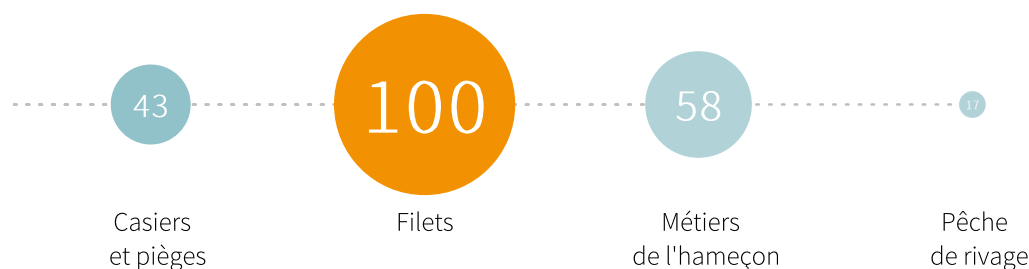 43
100
58
17
Casiers
et pièges
Filets
Métiers
de l'hameçon
Pêche
de rivage